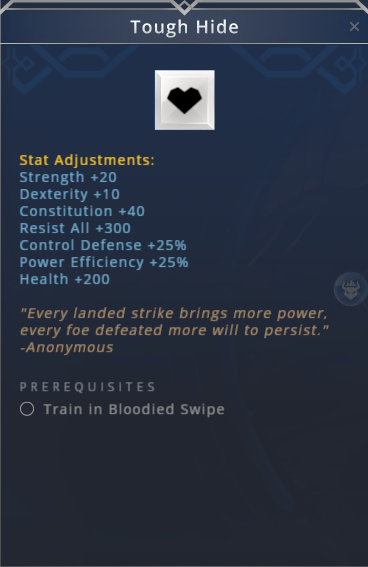 Tough Hide
Stat Adjustments:
Strength +20
Dexterity +10
Constitution +40
Resist All +300
Control Defense +25%
Power Efficiency +25%
Health +200
"Every landed strike brings more power,
every foe defeated more will to persist."
-Anonymous
PREREQUISITES
Train in Bloodied Swipe